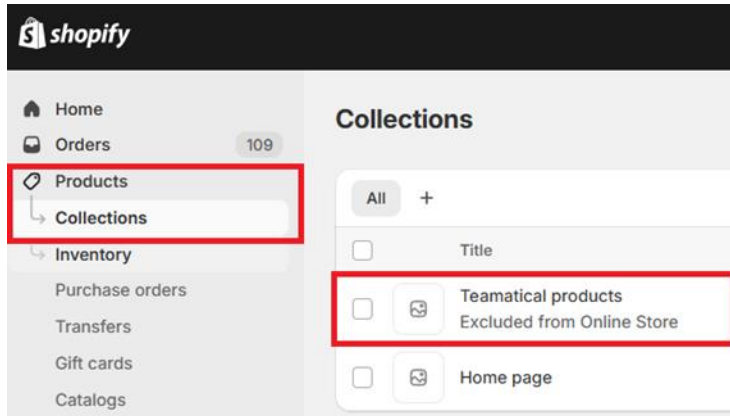 shopify
Home
Orders 109
Products
Collections
Inventory
Purchase orders
Transfers
Gift cards
Catalogs
Collections
All +
Title
Teamatical products
Excluded from Online Store
Home page